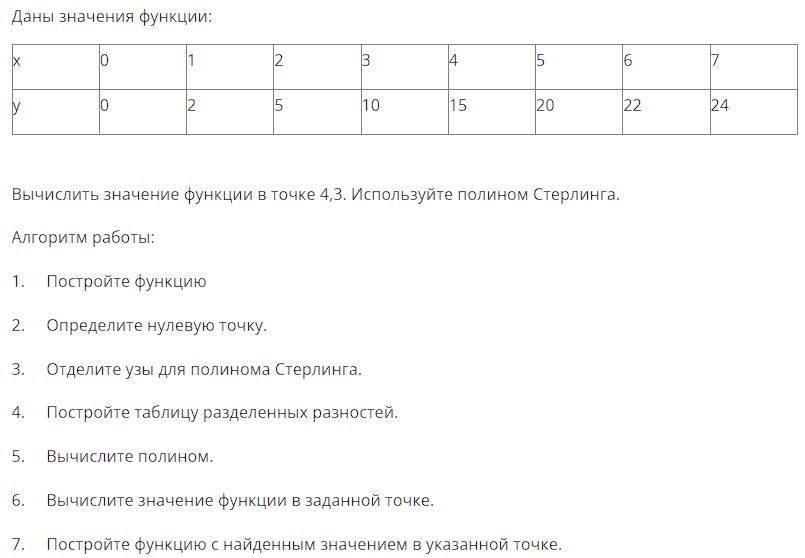 Даны значения функции:
x 0 1 2 3 4 5 6 7
y 0 2 5 10 15 20 22 24
Вычислить значение функции в точке 4,3. Используйте полином Стерлинга.
Алгоритм работы:
1. Постройте функцию
2. Определите нулевую точку.
3. Отделите узы для полинома Стерлинга.
4. Постройте таблицу разделенных разностей.
5. Вычислите полином.
6. Вычислите значение функции в заданной точке.
7. Постройте функцию с найденным значением в указанной точке.